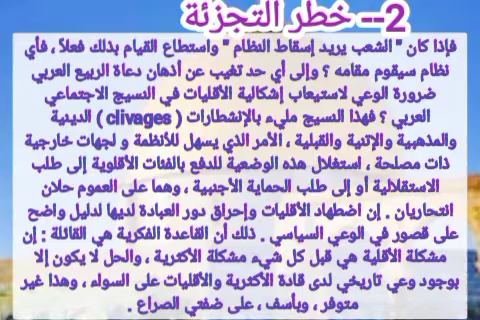 2-- خطر التجزئة
فإذا كان " الشعب يريد إسقاط النظام " واستطاع القيام بذلك فعلاً ، فأي
نظام سيقوم مقامه ؟ وإلى أي حد تغيب عن أذهان دعاة الربيع العربي
ضرورة الوعي لاستيعاب إشكالية الأقليات في النسيج الاجتماعي
العربي ؟ فهذا النسيج مليء بالإنشطارات ( clivages ) الدينية
والمذهبية والإتنية والقبلية ، الأمر الذي يسهل للأنظمة و لجهات خارجية
ذات مصلحة ، استغلال هذه الوضعية للدفع بالفئات الأقلوية إلى طلب
الاستقلالية أو إلى طلب الحماية الأجنبية ، وهما على العموم حلان
انتحاريان . إن اضطهاد الأقليات وإحراق دور العبادة لديها لدليل واضح
على قصور في الوعي السياسي . ذلك أن القاعدة الفكرية هي القائلة : إن
مشكلة الأقلية هي قبل كل شيء مشكلة الأكثرية ، والحل لا يكون إلا
بوجود وعي تاريخي لدى قادة الأكثرية والأقليات على السواء ، وهذا غير
متوفر ، وبأسف ، على ضفتي الصراع .